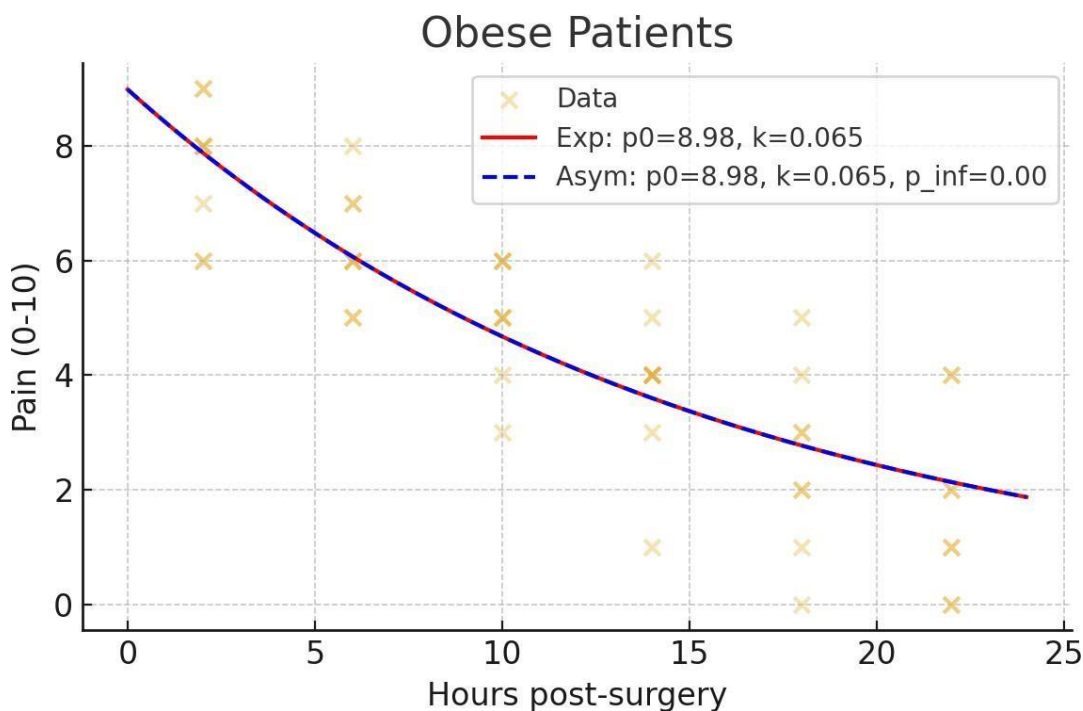 Obese Patients
Data
Exp: p0=8.98, k=0.065
Asym: p0=8.98, k=0.065, p_inf=0.00
Pain (0-10)
8
6
4
2
0
0 5 10 15 20 25
Hours post-surgery